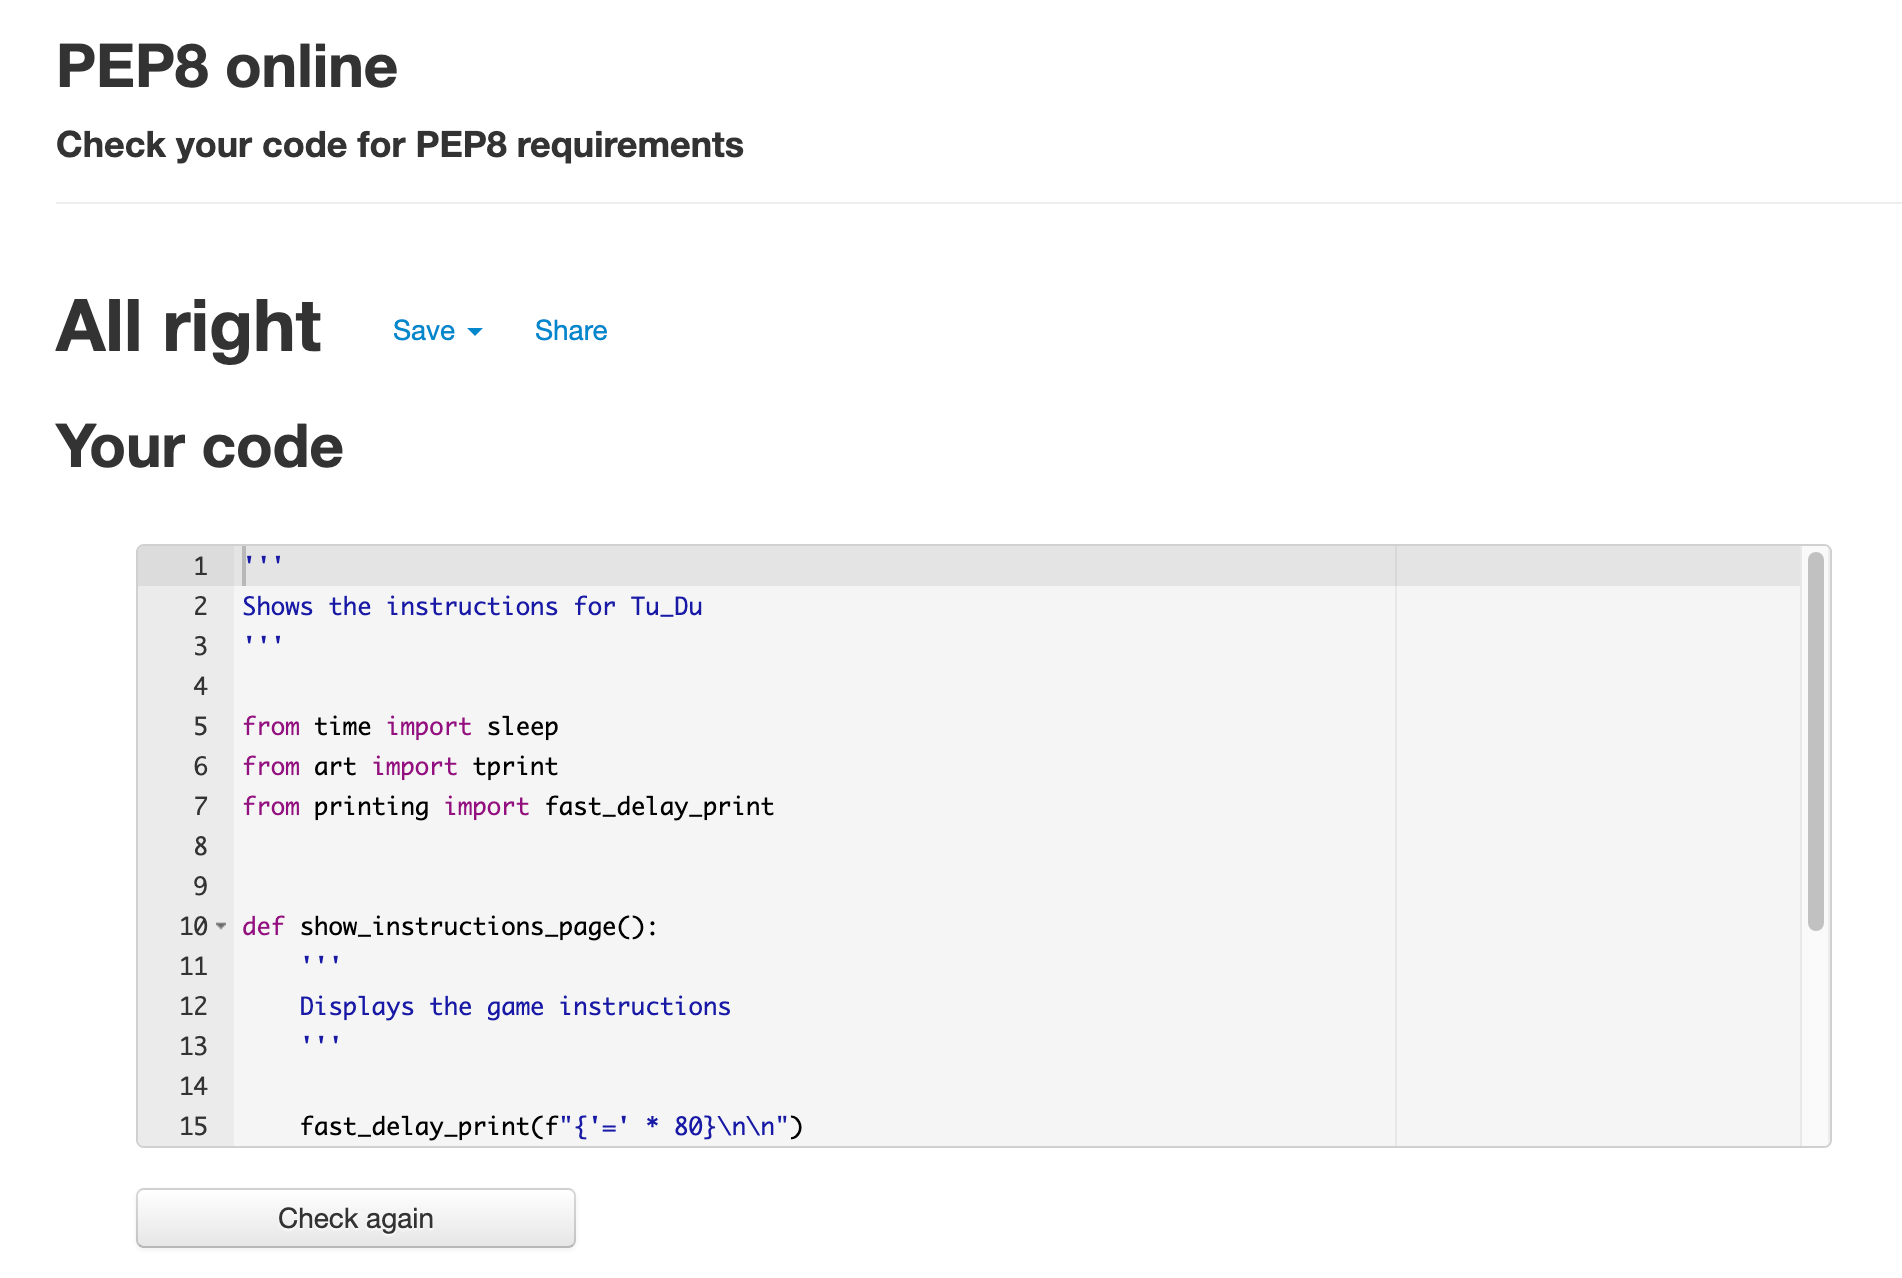 PEP8 online
Check your code for PEP8 requirements
All right Save Share
Your code
1 '''
2 Shows the instructions for Tu_Du
3 '''
4
5 from time import sleep
6 from art import tprint
7 from printing import fast_delay_print
8
9
10 def show_instructions_page():
11     '''
12     Displays the game instructions
13     '''
14
15     fast_delay_print(f"{'=' * 80}\n\n")
Check again